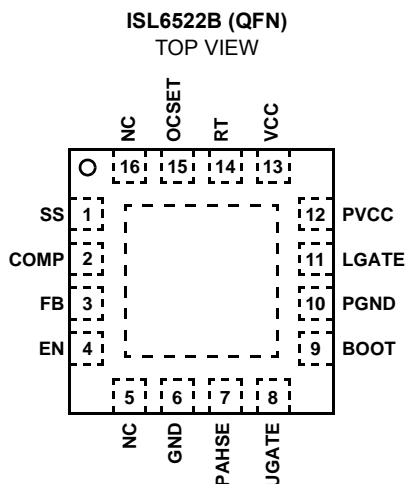 ISL6522B (QFN)
TOP VIEW
NC
OCSET
RT
VCC
16
15
14
13
SS
1
12
PVCC
COMP
2
11
LGATE
FB
3
10
PGND
EN
4
9
BOOT
5
6
7
8
NC
GND
PAHSE
UGATE